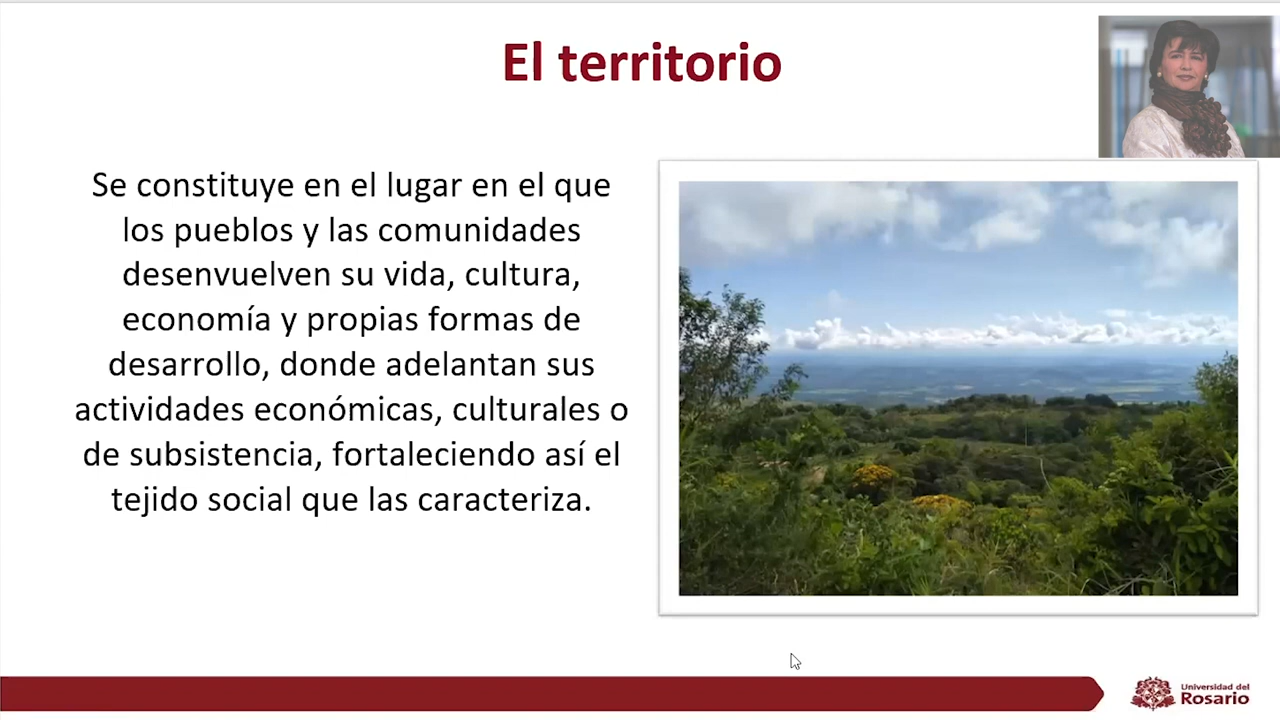 El territorio
Se constituye en el lugar en el que
los pueblos y las comunidades
desenvuelven su vida, cultura,
economía y propias formas de
desarrollo, donde adelantan sus
actividades económicas, culturales o
de subsistencia, fortaleciendo así el
tejido social que las caracteriza.
Universidad del
Rosario